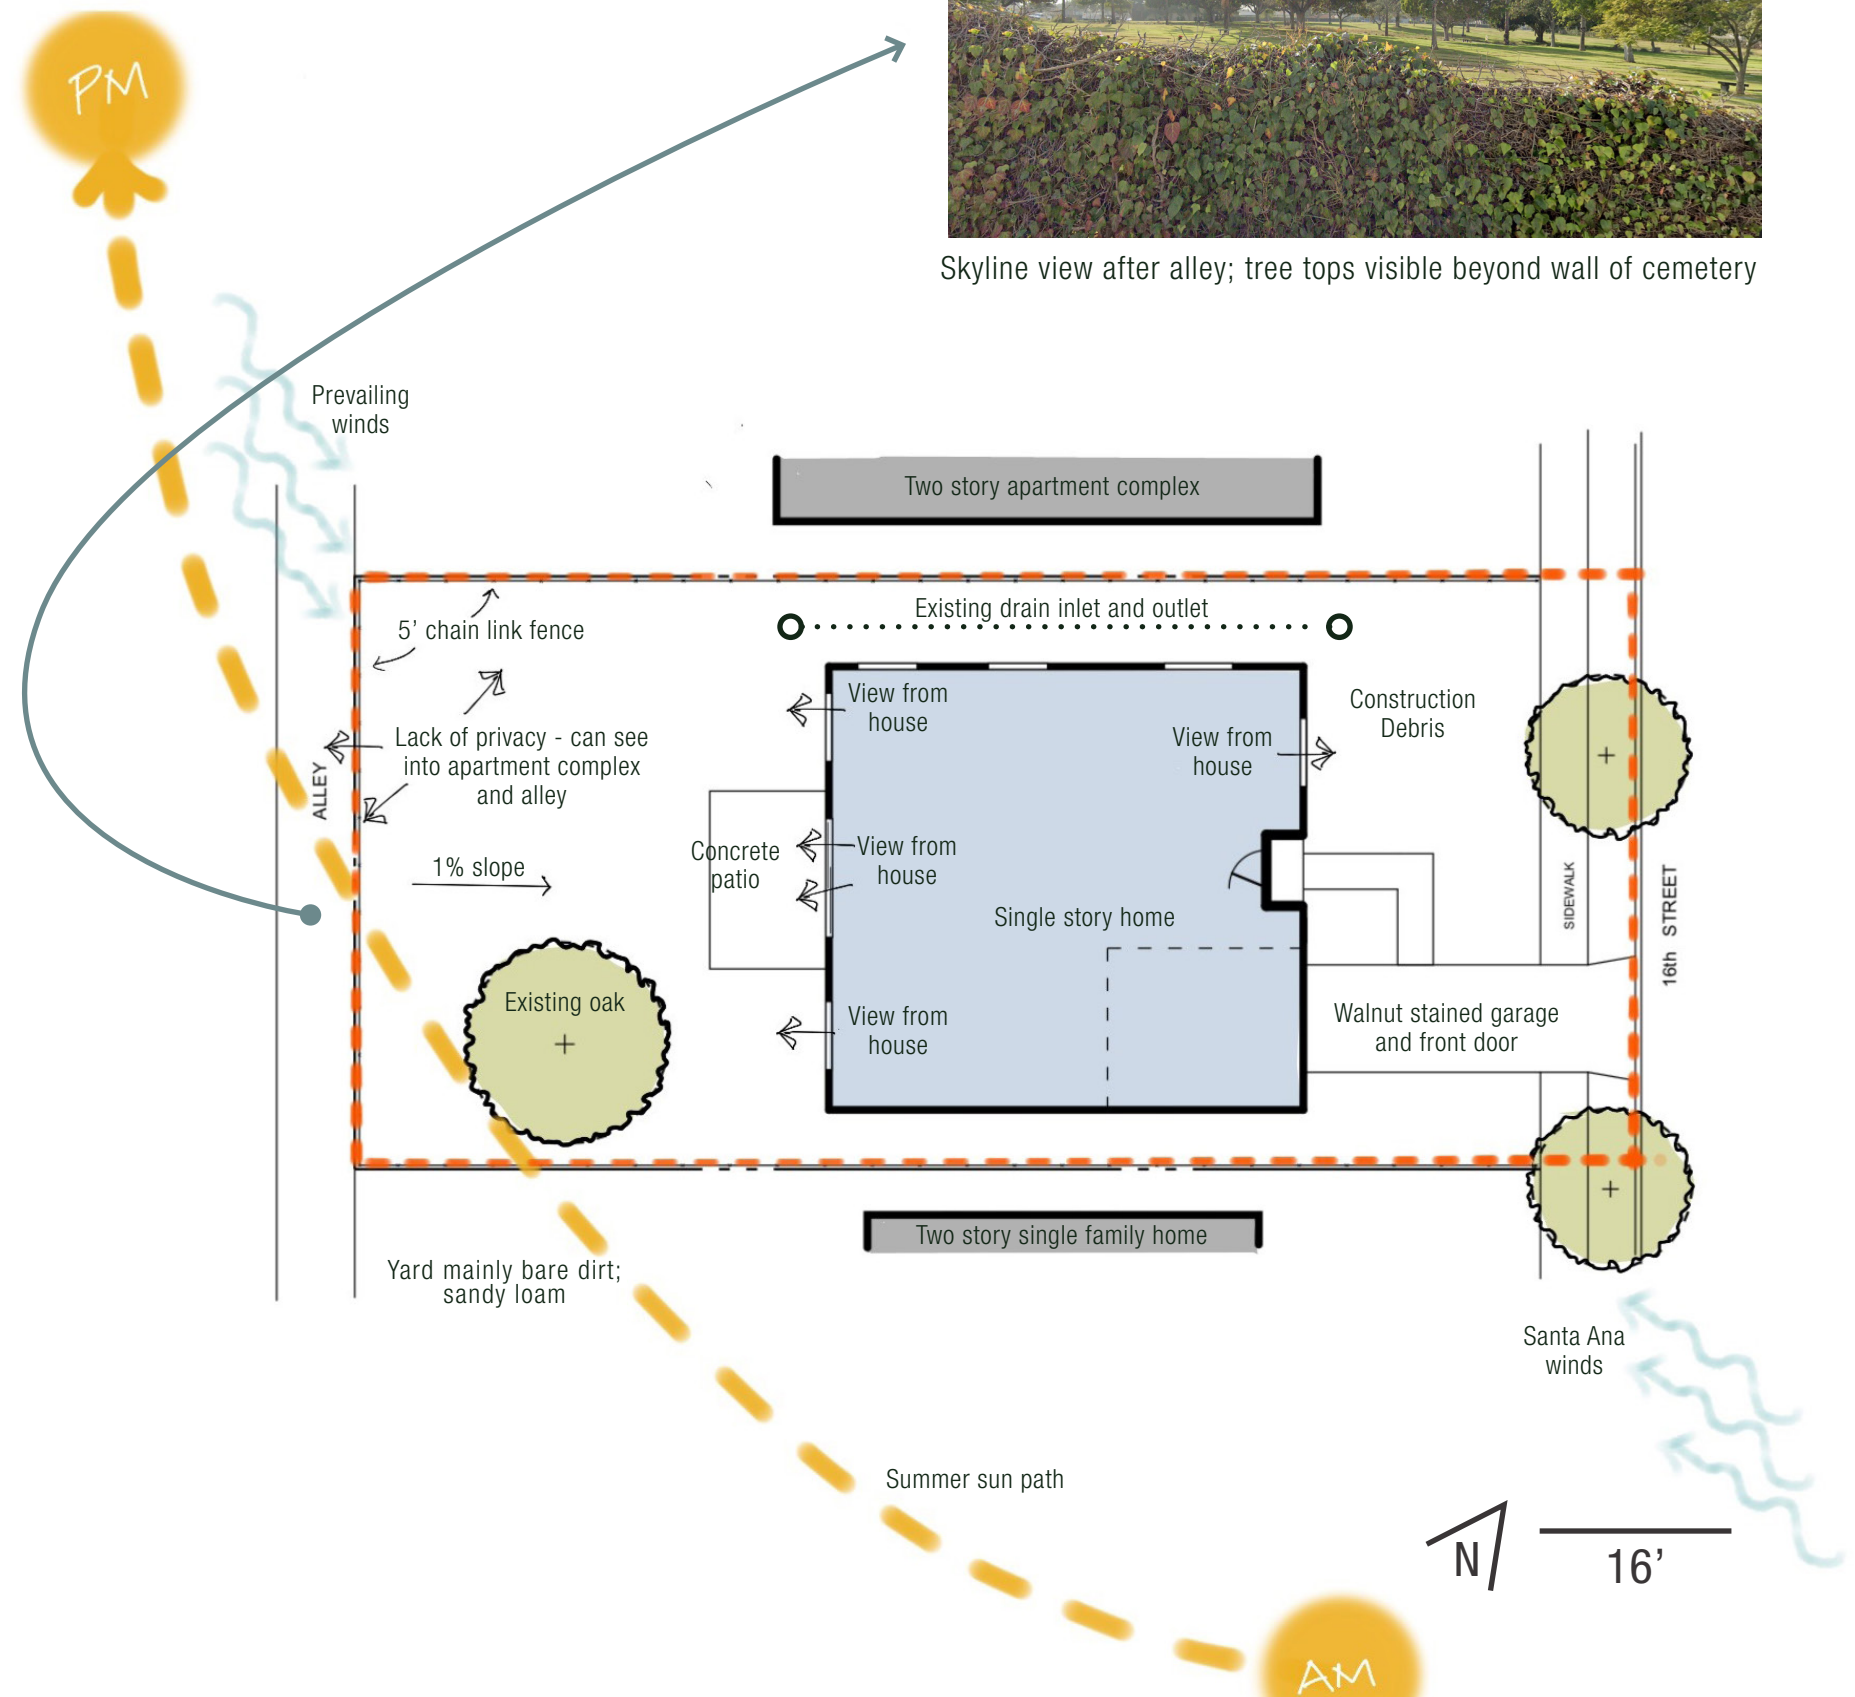 PM
Skyline view after alley; tree tops visible beyond wall of cemetery
Prevailing
winds
Two story apartment complex
Existing drain inlet and outlet
5’ chain link fence
View from
house
Construction
Debris
View from
house
Lack of privacy - can see
into apartment complex
and alley
ALLEY
Concrete
patio
View from
house
1% slope
SIDEWALK
16th STREET
Single story home
Existing oak
View from
house
Walnut stained garage
and front door
Two story single family home
Yard mainly bare dirt;
sandy loam
Santa Ana
winds
Summer sun path
N
16’
AM